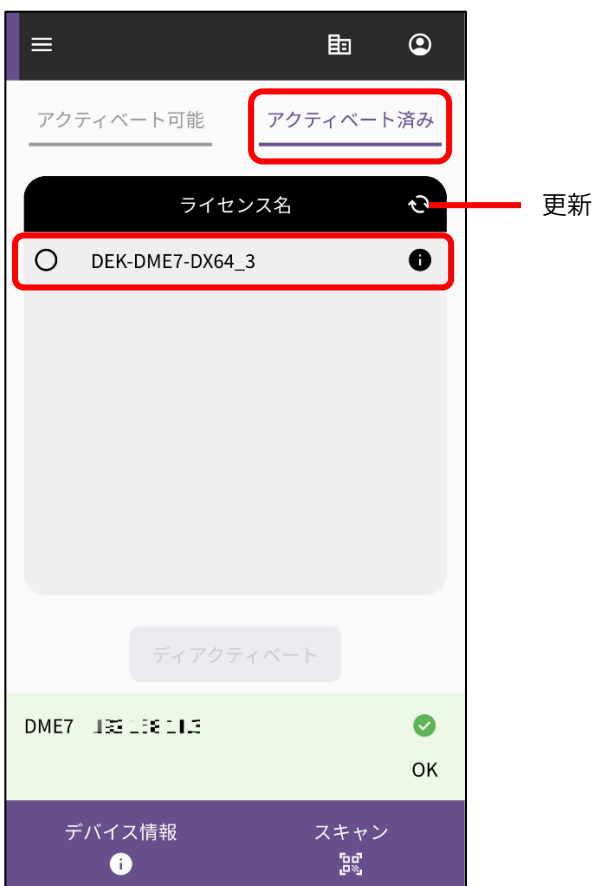 アクティベート可能 アクティベート済み
ライセンス名
更新
DEK-DME7-DX64_3
ディアクティベート
DME7
OK
デバイス情報 スキャン